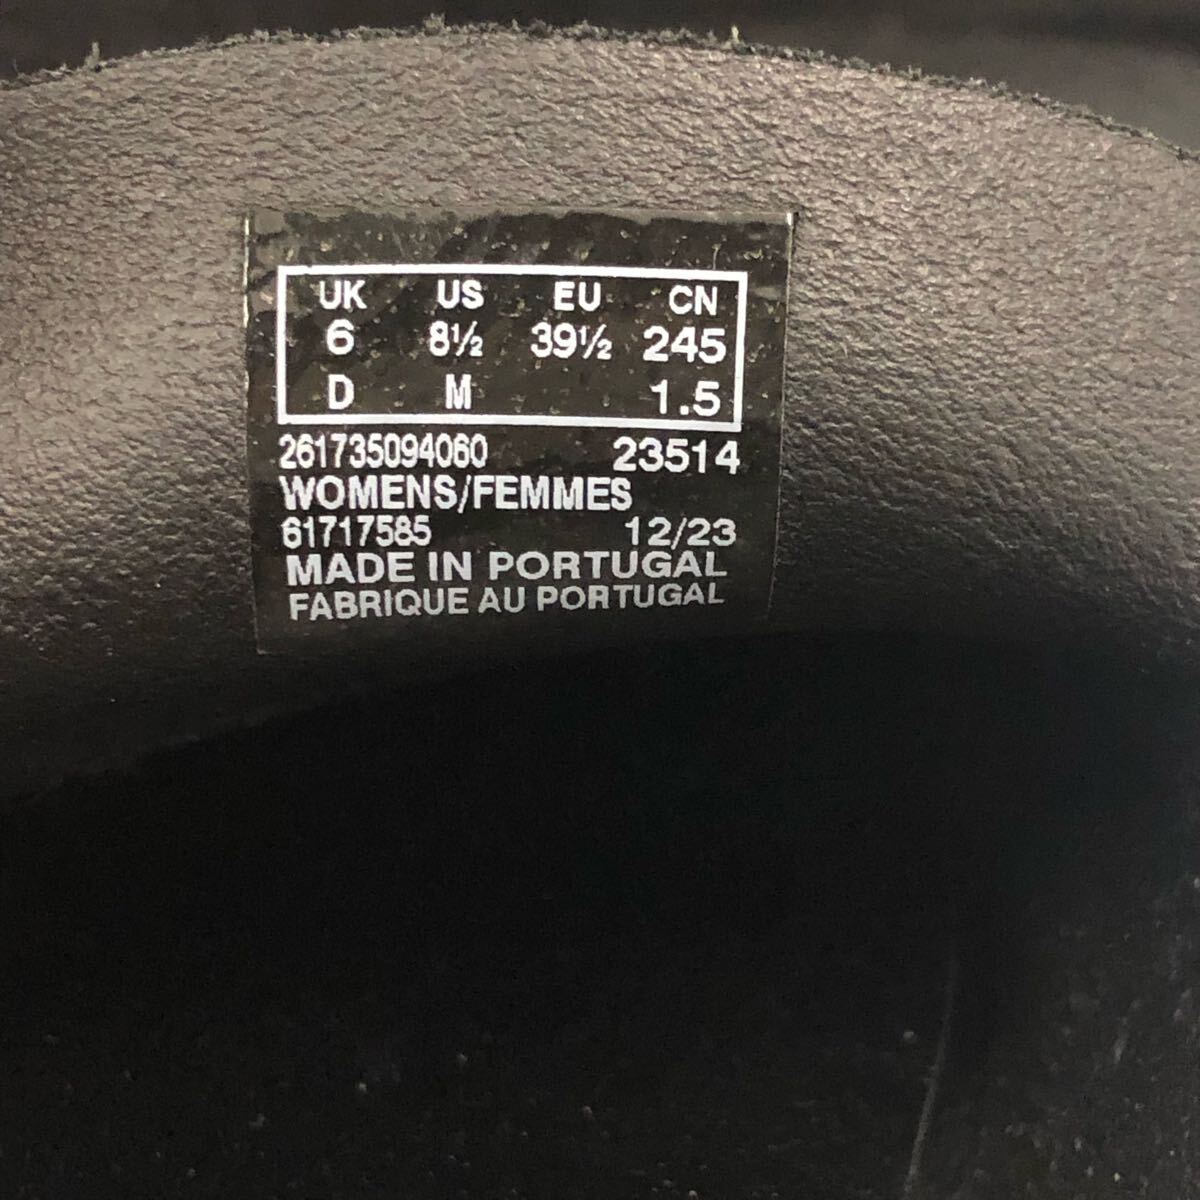 UK US EU CN
6 8½ 39½ 245
D M 1.5
261735094060 23514
WOMENS/FEMMES
61717585 12/23
MADE IN PORTUGAL
FABRIQUE AU PORTUGAL